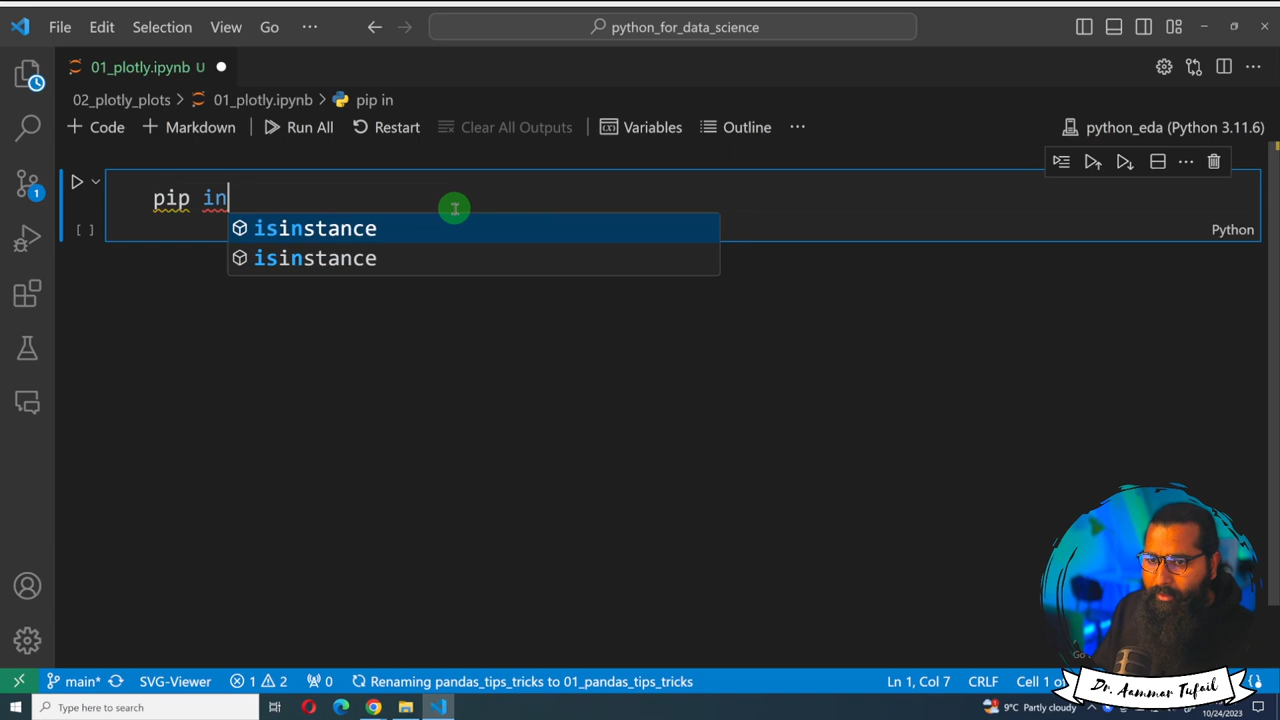 File Edit Selection View Go ··· python_for_data_science
01_plotly.ipynb U
02_plotly_plots > 01_plotly.ipynb > pip in
+ Code + Markdown Run All Restart Clear All Outputs Variables Outline ··· python_eda (Python 3.11.6)
pip in
isinstance
isinstance
[ ] Python
1
main* SVG-Viewer 1 2 0 Renaming pandas_tips_tricks to 01_pandas_tips_tricks Ln 1, Col 7 CRLF Cell 1
Type here to search 9°C Partly cloudy
10/24/2023
Dr. Aammar Tufail